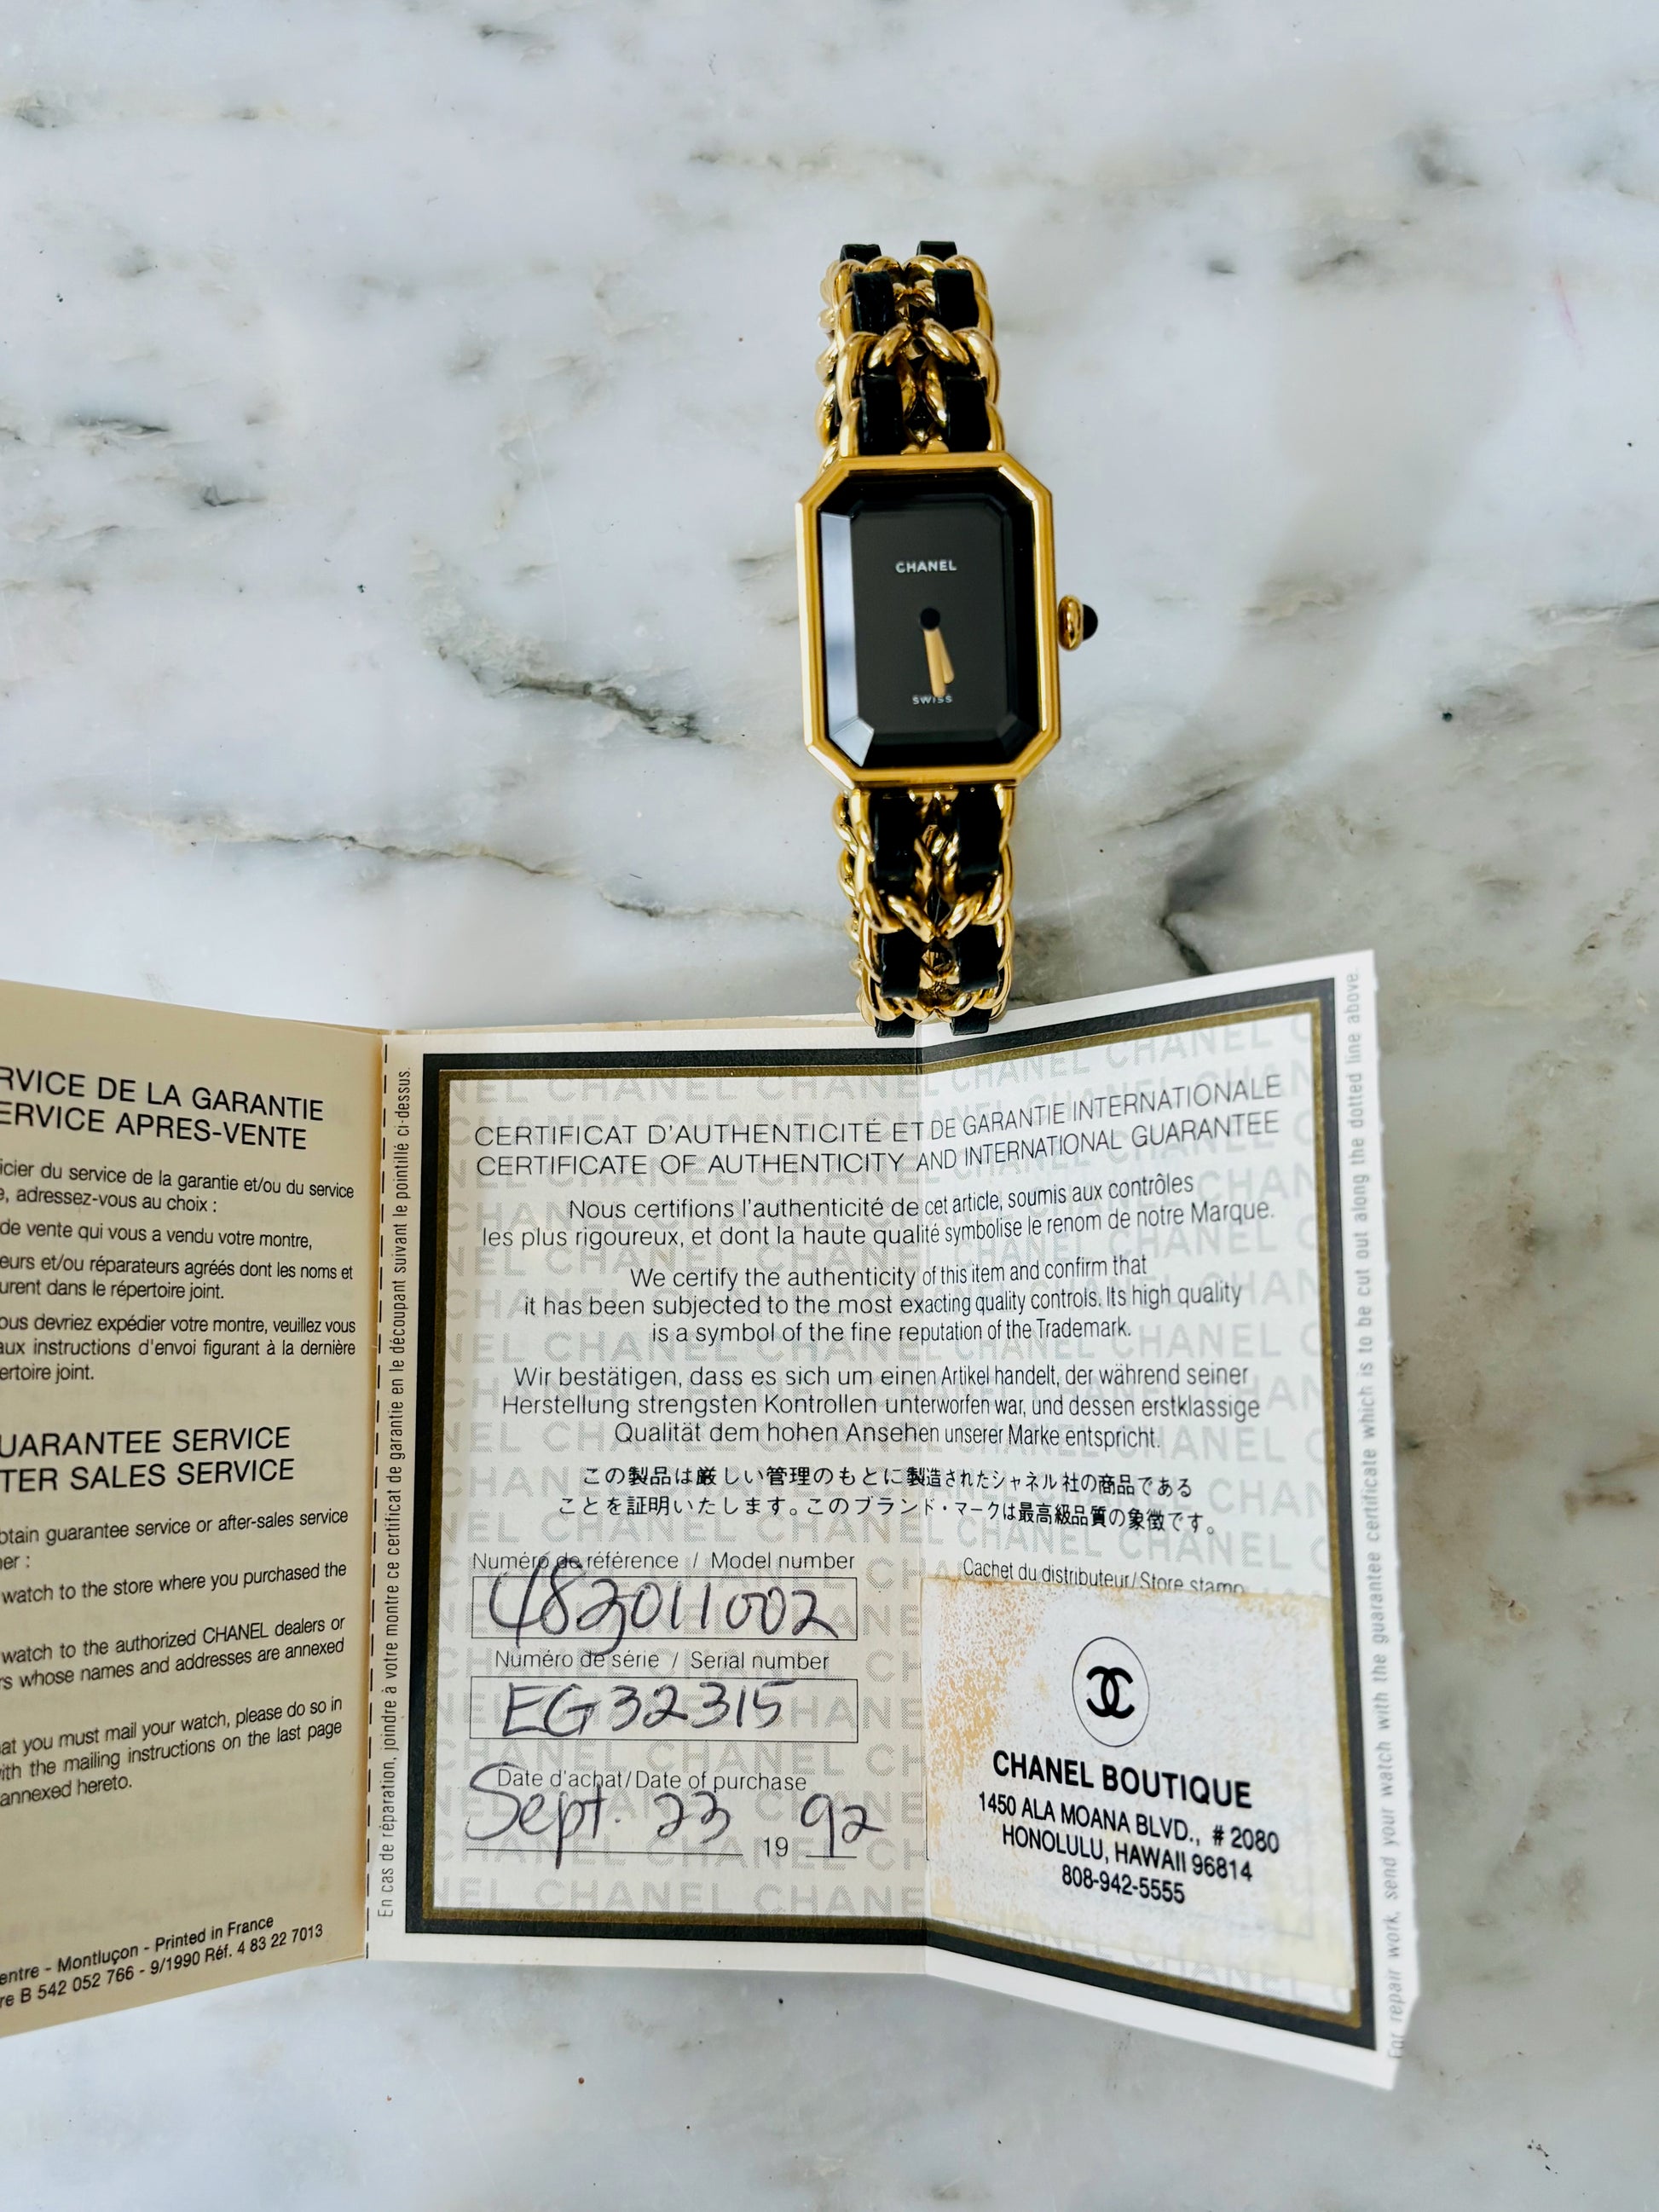 CHANEL
SWISS
RVICE DE LA GARANTIE
ERVICE APRES-VENTE
icier du service de la garantie et/ou du service
e, adressez-vous au choix :
de vente qui vous a vendu votre montre,
eurs et/ou réparateurs agréés dont les noms et
urent dans le répertoire joint.
ous devriez expédier votre montre, veuillez vous
aux instructions d'envoi figurant à la dernière
ertoire joint.
UARANTEE SERVICE
TER SALES SERVICE
btain guarantee service or after-sales service
her :
watch to the store where you purchased the
watch to the authorized CHANEL dealers or
rs whose names and addresses are annexed
at you must mail your watch, please do so in
ith the mailing instructions on the last page
annexed hereto.
entre - Montluçon - Printed in France
re B 542 052 766 - 9/1990 Réf. 4 83 22 7013
En cas de réparation, joindre à votre montre ce certificat de garantie en le découpant suivant le pointillé ci-dessus.
CERTIFICAT D'AUTHENTICITÉ ET DE GARANTIE INTERNATIONALE
CERTIFICATE OF AUTHENTICITY AND INTERNATIONAL GUARANTEE
Nous certifions l'authenticité de cet article, soumis aux contrôles
les plus rigoureux, et dont la haute qualité symbolise le renom de notre Marque.
We certify the authenticity of this item and confirm that
it has been subjected to the most exacting quality controls. Its high quality
is a symbol of the fine reputation of the Trademark.
Wir bestätigen, dass es sich um einen Artikel handelt, der während seiner
Herstellung strengsten Kontrollen unterworfen war, und dessen erstklassige
Qualität dem hohen Ansehen unserer Marke entspricht.
この製品は厳しい管理のもとに製造されたシャネル社の商品である
ことを証明いたします。このブランド・マークは最高級品質の象徴です。
Numéro de référence / Model number
483011002
Numéro de série / Serial number
EG32315
Date d'achat/Date of purchase
Sept. 23 19 92
Cachet du distributeur/Store stamp
CHANEL BOUTIQUE
1450 ALA MOANA BLVD., # 2080
HONOLULU, HAWAII 96814
808-942-5555
For repair work, send your watch with the guarantee certificate which is to be cut out along the dotted line above.